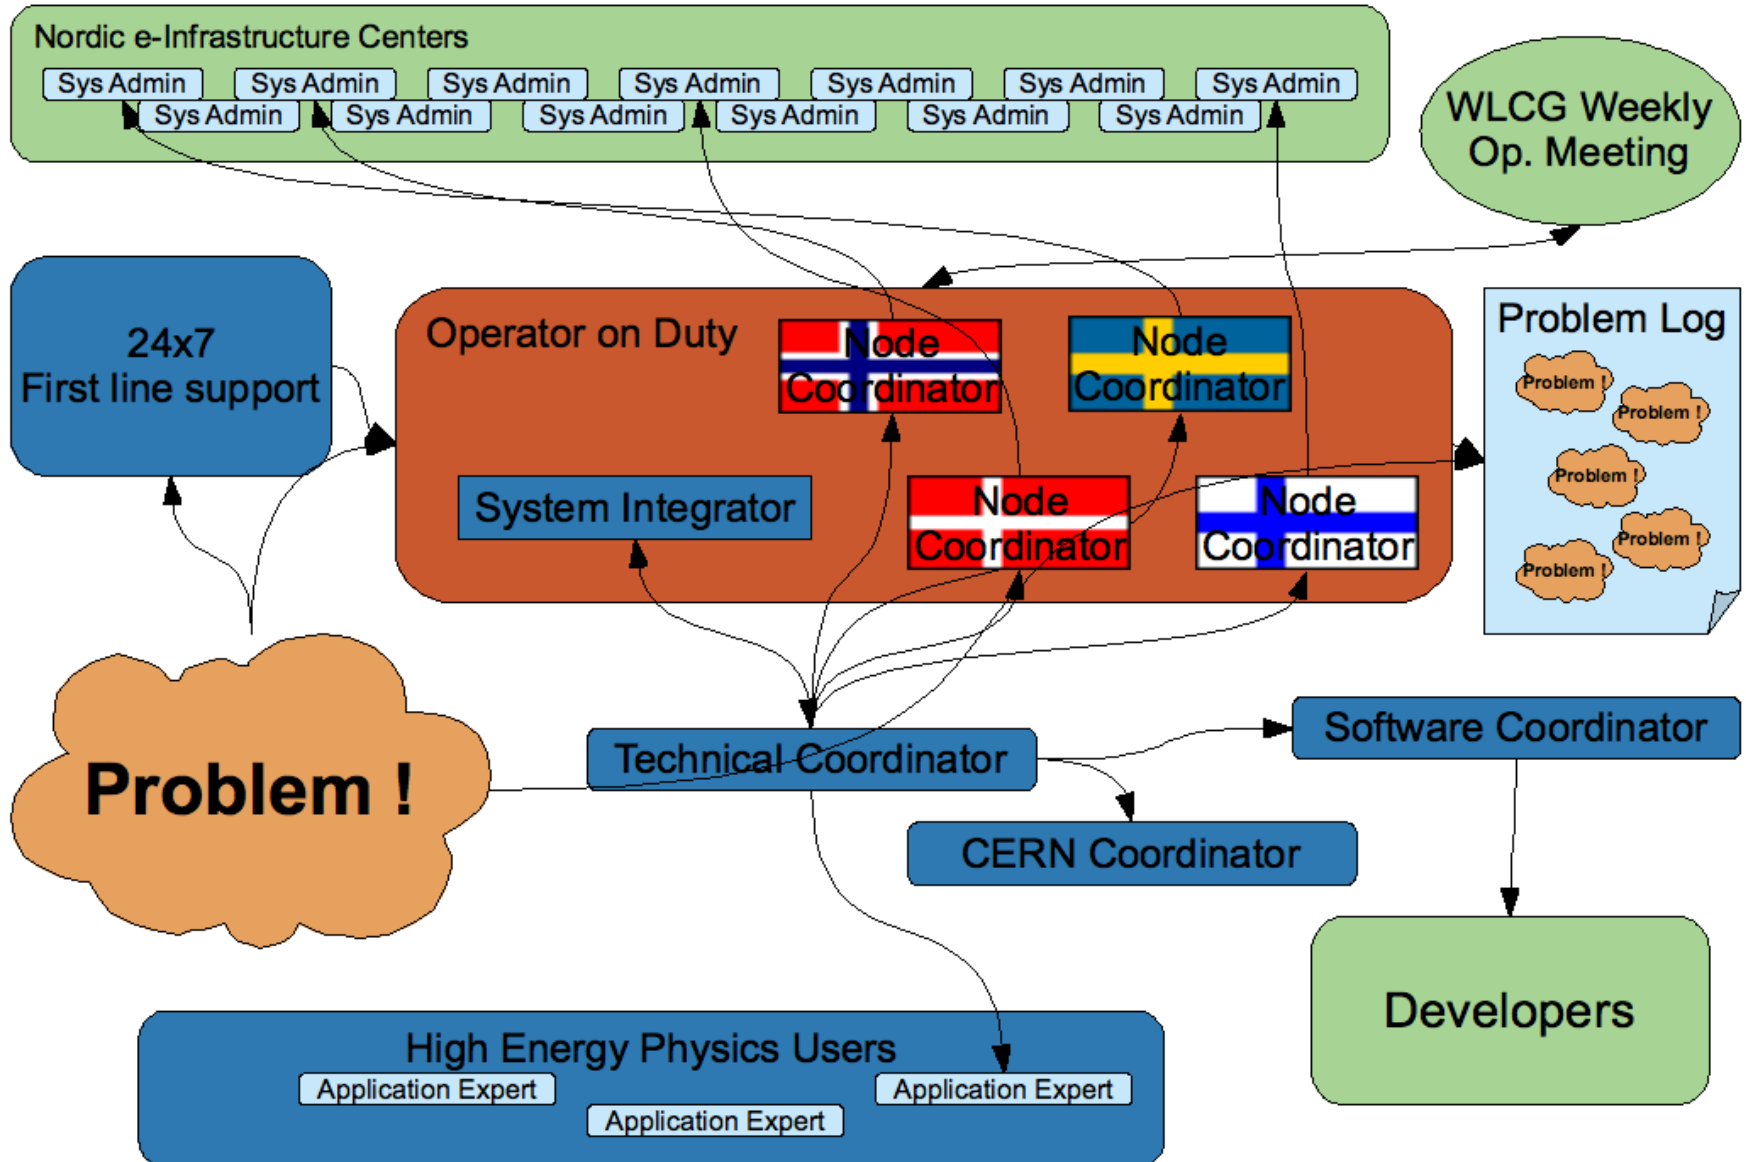 Nordic e-Infrastructure Centers
Sys Admin
Sys Admin
Sys Admin
Sys Admin
Sys Admin
Sys Admin
Sys Admin
Sys Admin
Sys Admin
Sys Admin
Sys Admin
Sys Admin
Sys Admin
WLCG Weekly
Op. Meeting
24x7
First line support
Operator on Duty
Node
Coordinator
Node
Coordinator
System Integrator
Node
Coordinator
Node
Coordinator
Problem Log
Problem !
Problem !
Problem !
Problem !
Problem !
Problem !
Technical Coordinator
Software Coordinator
CERN Coordinator
Developers
High Energy Physics Users
Application Expert
Application Expert
Application Expert